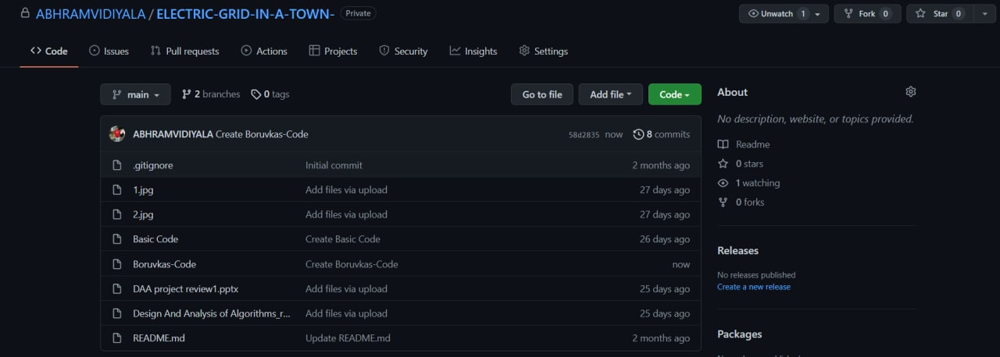 ABHRAMVIDIYALA / ELECTRIC-GRID-IN-A-TOWN- Private
Unwatch 1 Fork 0 Star 0
Code Issues Pull requests Actions Projects Security Insights Settings
main 2 branches 0 tags Go to file Add file Code
ABHRAMVIDIYALA Create Boruvkas-Code 58d2835 now 8 commits
.gitignore Initial commit 2 months ago
1.jpg Add files via upload 27 days ago
2.jpg Add files via upload 27 days ago
Basic Code Create Basic Code 26 days ago
Boruvkas-Code Create Boruvkas-Code now
DAA project review1.pptx Add files via upload 25 days ago
Design And Analysis of Algorithms_r... Add files via upload 25 days ago
README.md Update README.md 2 months ago
About
No description, website, or topics provided.
Readme
0 stars
1 watching
0 forks
Releases
No releases published
Create a new release
Packages